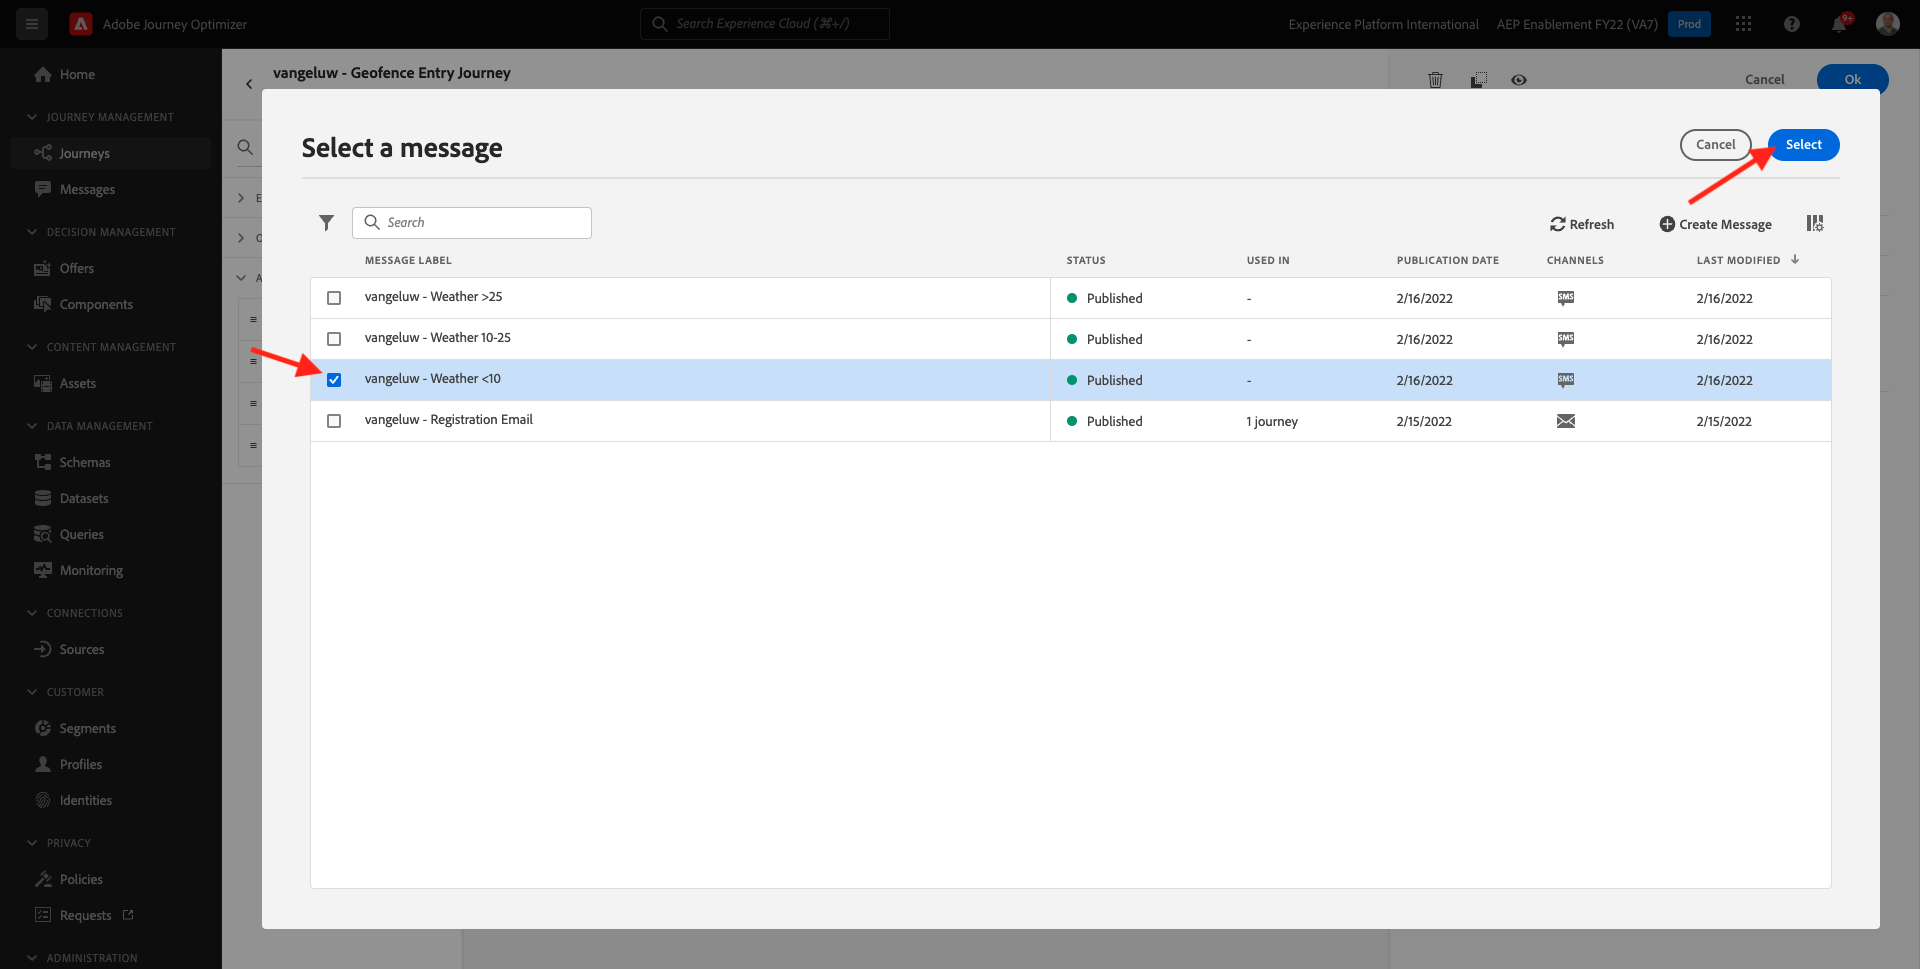 Adobe Journey Optimizer
Search Experience Cloud (⌘+/)
Experience Platform International
AEP Enablement FY22 (VA7)
Prod
9+
Home
JOURNEY MANAGEMENT
Journeys
Messages
DECISION MANAGEMENT
Offers
Components
CONTENT MANAGEMENT
Assets
DATA MANAGEMENT
Schemas
Datasets
Queries
Monitoring
CONNECTIONS
Sources
CUSTOMER
Segments
Profiles
Identities
PRIVACY
Policies
Requests
ADMINISTRATION
vangeluw - Geofence Entry Journey
Cancel
Ok
E
O
A
Select a message
Cancel
Select
Search
Refresh
Create Message
MESSAGE LABEL STATUS USED IN PUBLICATION DATE CHANNELS LAST MODIFIED
vangeluw - Weather >25 Published - 2/16/2022 SMS 2/16/2022
vangeluw - Weather 10-25 Published - 2/16/2022 SMS 2/16/2022
vangeluw - Weather <10 Published - 2/16/2022 SMS 2/16/2022
vangeluw - Registration Email Published 1 journey 2/15/2022 2/15/2022